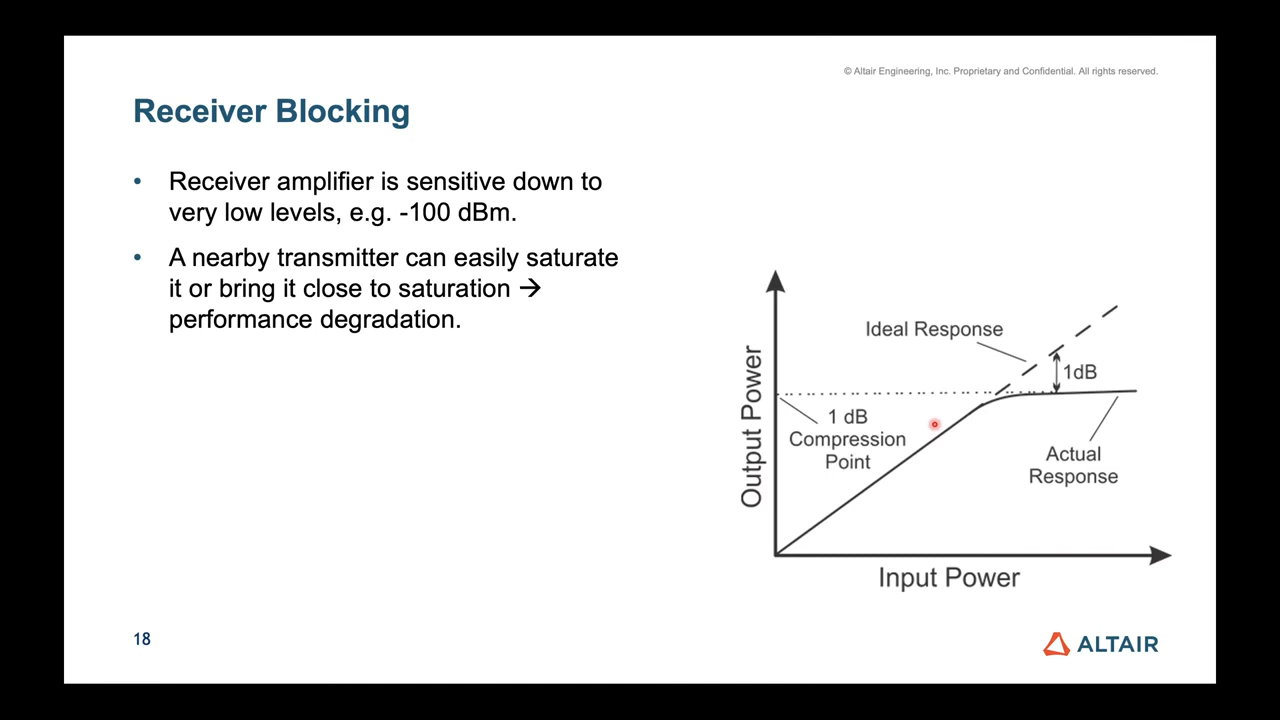 © Altair Engineering, Inc. Proprietary and Confidential. All rights reserved.
Receiver Blocking
• Receiver amplifier is sensitive down to
very low levels, e.g. -100 dBm.
• A nearby transmitter can easily saturate
it or bring it close to saturation →
performance degradation.
Output Power
Ideal Response
1dB
1 dB
Compression
Point
Actual
Response
Input Power
18
ALTAIR